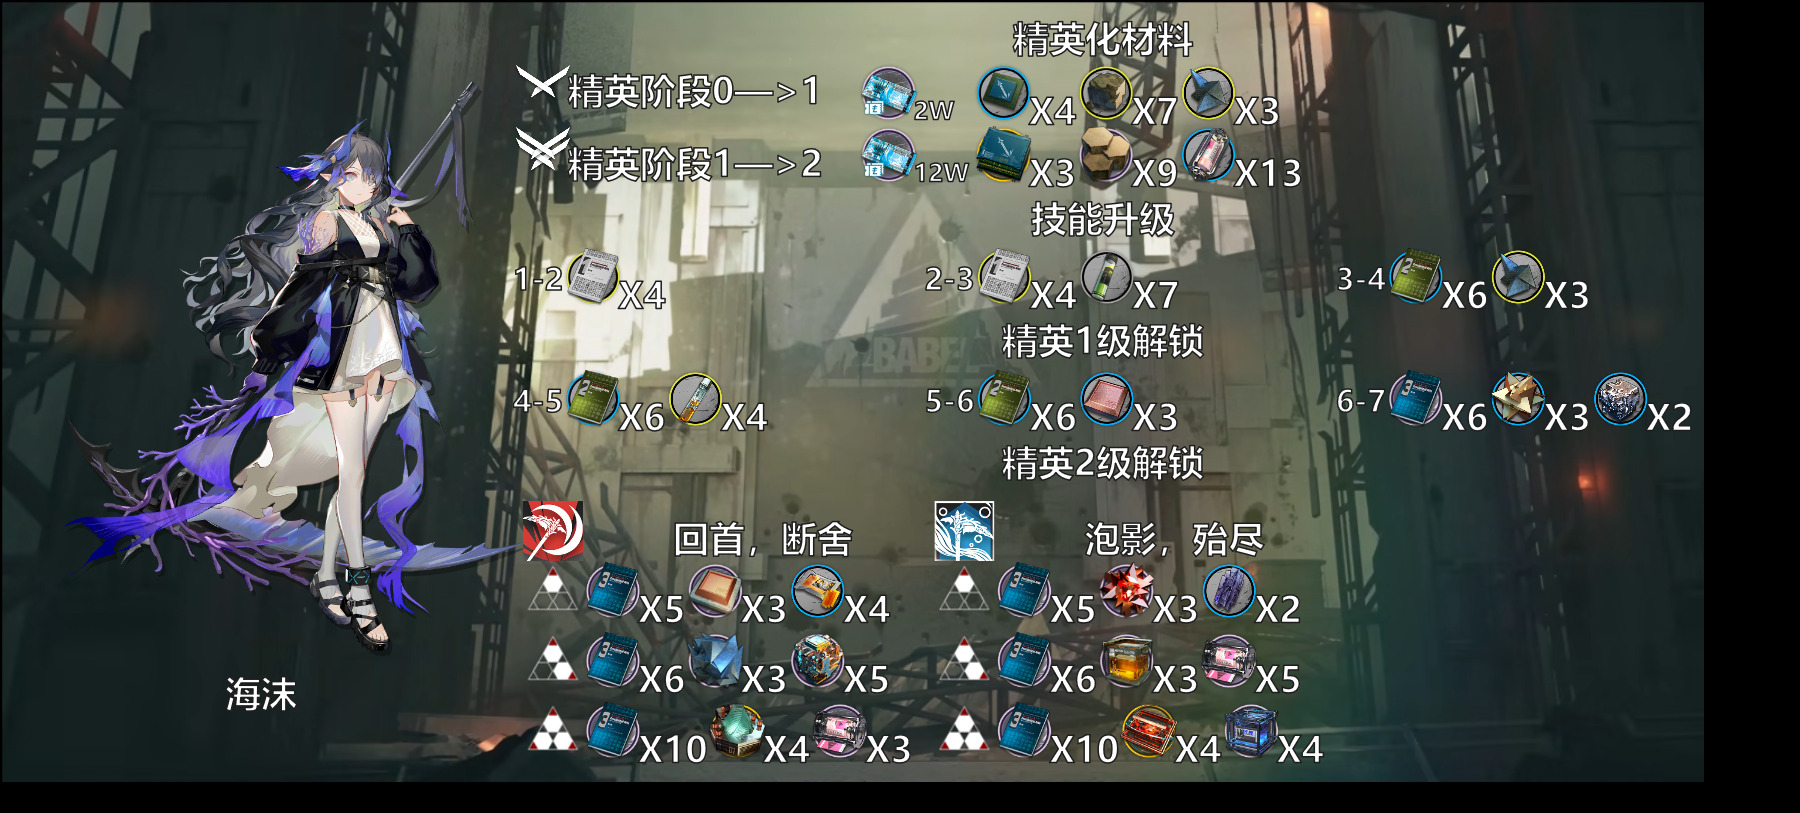 精英化材料
精英阶段0—>1 2W X4 X7 X3
精英阶段1—>2 12W X3 X9 X13
技能升级
1-2 X4 2-3 X4 X7 3-4 X6 X3
精英1级解锁
BABEL
4-5 X6 X4 5-6 X6 X3 6-7 X6 X3 X2
精英2级解锁
回首，断舍 泡影，殆尽
X5 X3 X4 X5 X3 X2
X6 X3 X5 X6 X3 X5
海沫
X10 X4 X3 X10 X4 X4